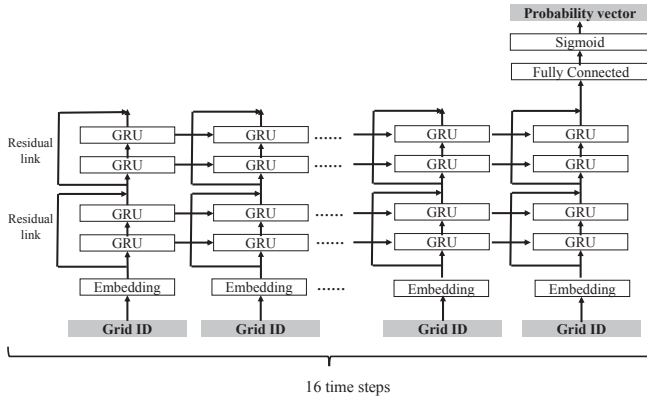 Probability vector
Sigmoid
Fully Connected
Residual link
GRU GRU ...... GRU GRU
GRU GRU ...... GRU GRU
Residual link
GRU GRU ...... GRU GRU
GRU GRU ...... GRU GRU
Embedding Embedding ...... Embedding Embedding
Grid ID Grid ID Grid ID Grid ID
16 time steps